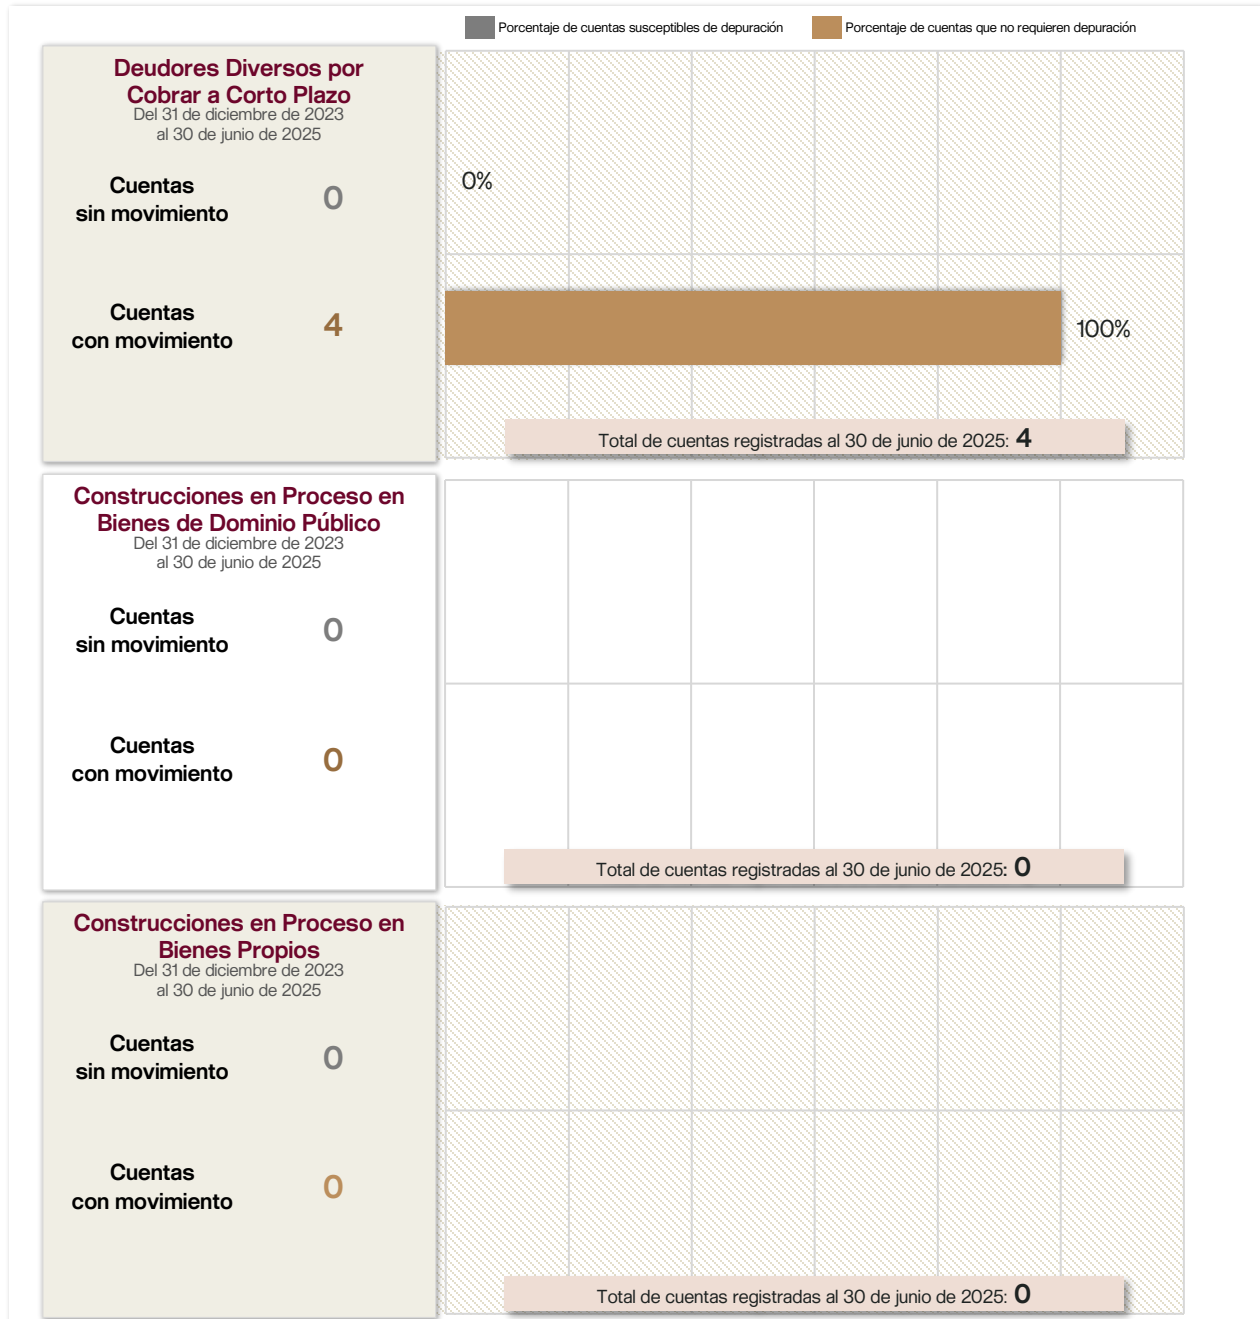 Porcentaje de cuentas susceptibles de depuración
Porcentaje de cuentas que no requieren depuración
Deudores Diversos por
Cobrar a Corto Plazo
Del 31 de diciembre de 2023
al 30 de junio de 2025
Cuentas
sin movimiento
0
0%
Cuentas
con movimiento
4
100%
Total de cuentas registradas al 30 de junio de 2025: 4
Construcciones en Proceso en
Bienes de Dominio Público
Del 31 de diciembre de 2023
al 30 de junio de 2025
Cuentas
sin movimiento
0
Cuentas
con movimiento
0
Total de cuentas registradas al 30 de junio de 2025: 0
Construcciones en Proceso en
Bienes Propios
Del 31 de diciembre de 2023
al 30 de junio de 2025
Cuentas
sin movimiento
0
Cuentas
con movimiento
0
Total de cuentas registradas al 30 de junio de 2025: 0